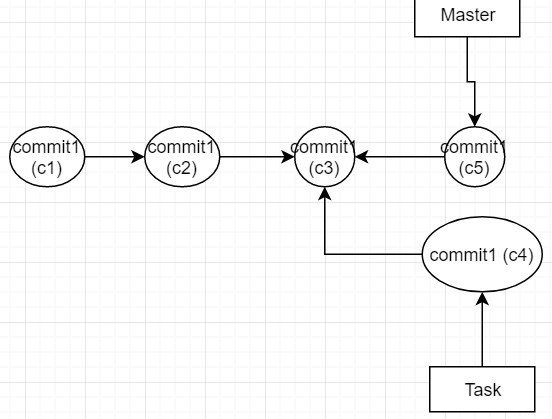 Master
commit1
(c1)
commit1
(c2)
commit1
(c3)
commit1
(c5)
commit1 (c4)
Task